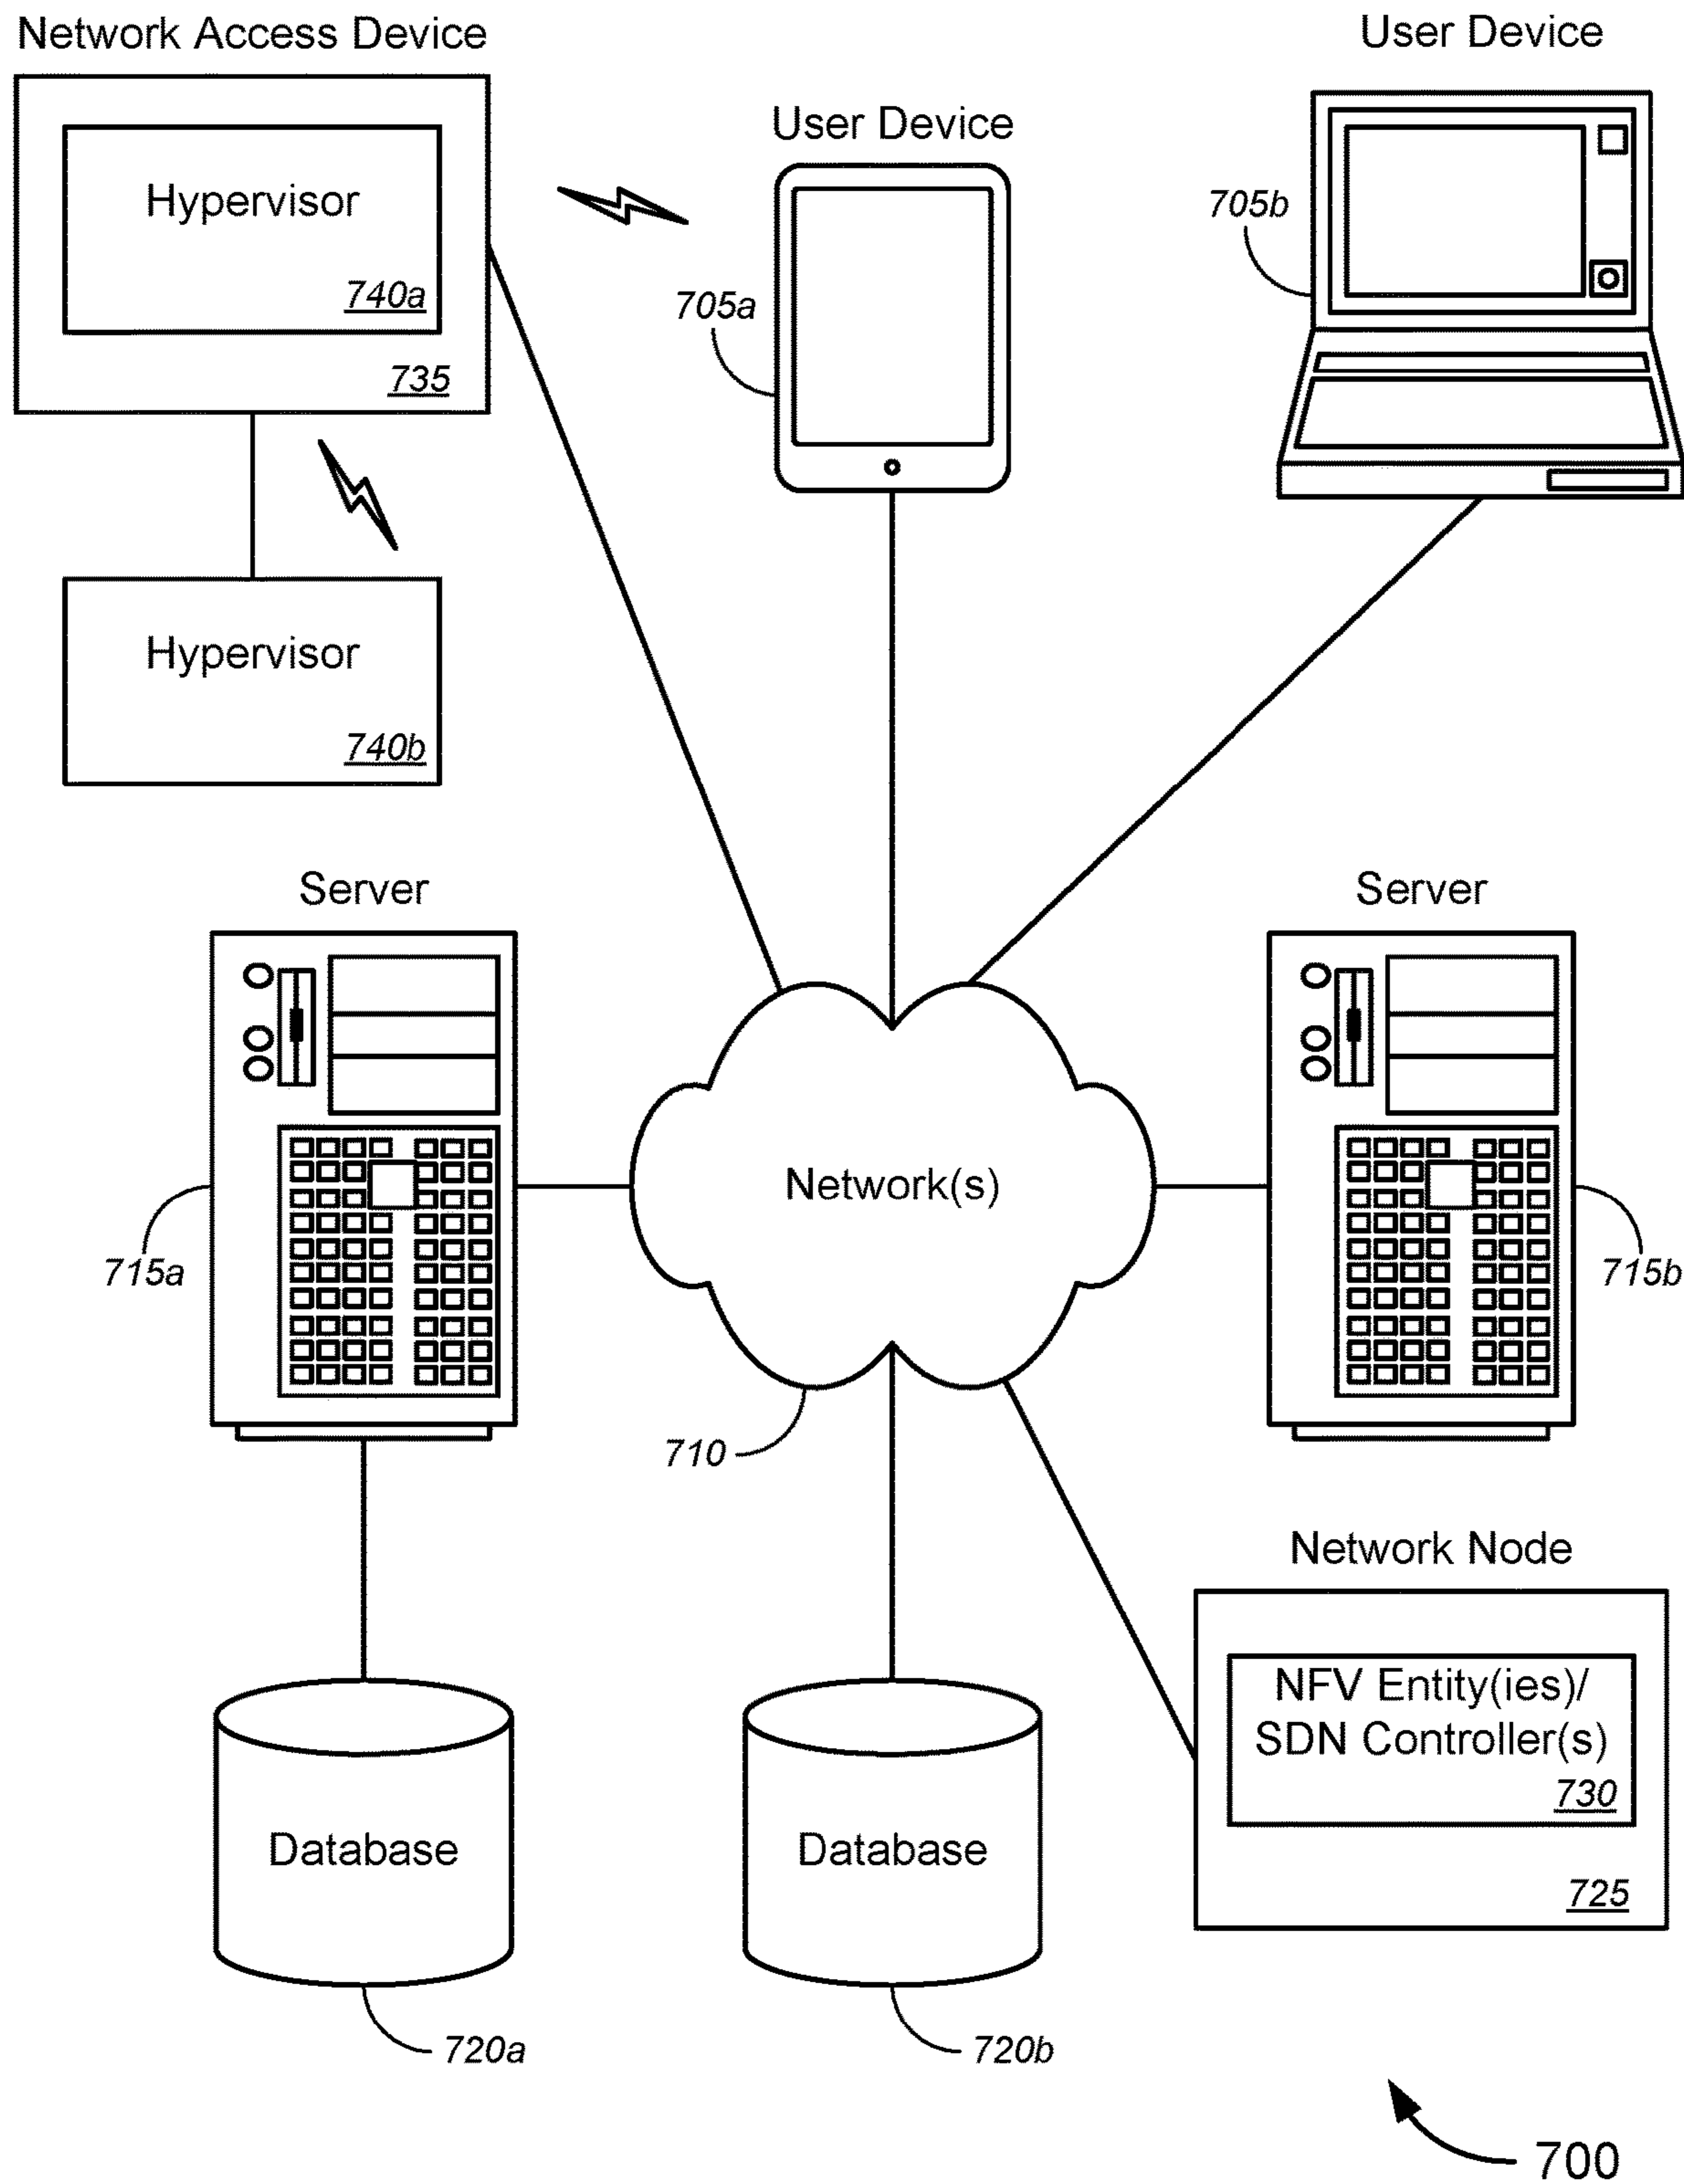 Network Access Device
User Device
User Device
Hypervisor
740a
735
705a
705b
Hypervisor
740b
Server
Server
Network(s)
715a
715b
710
Network Node
NFV Entity(ies)/
SDN Controller(s)
730
725
Database
Database
720a
720b
700